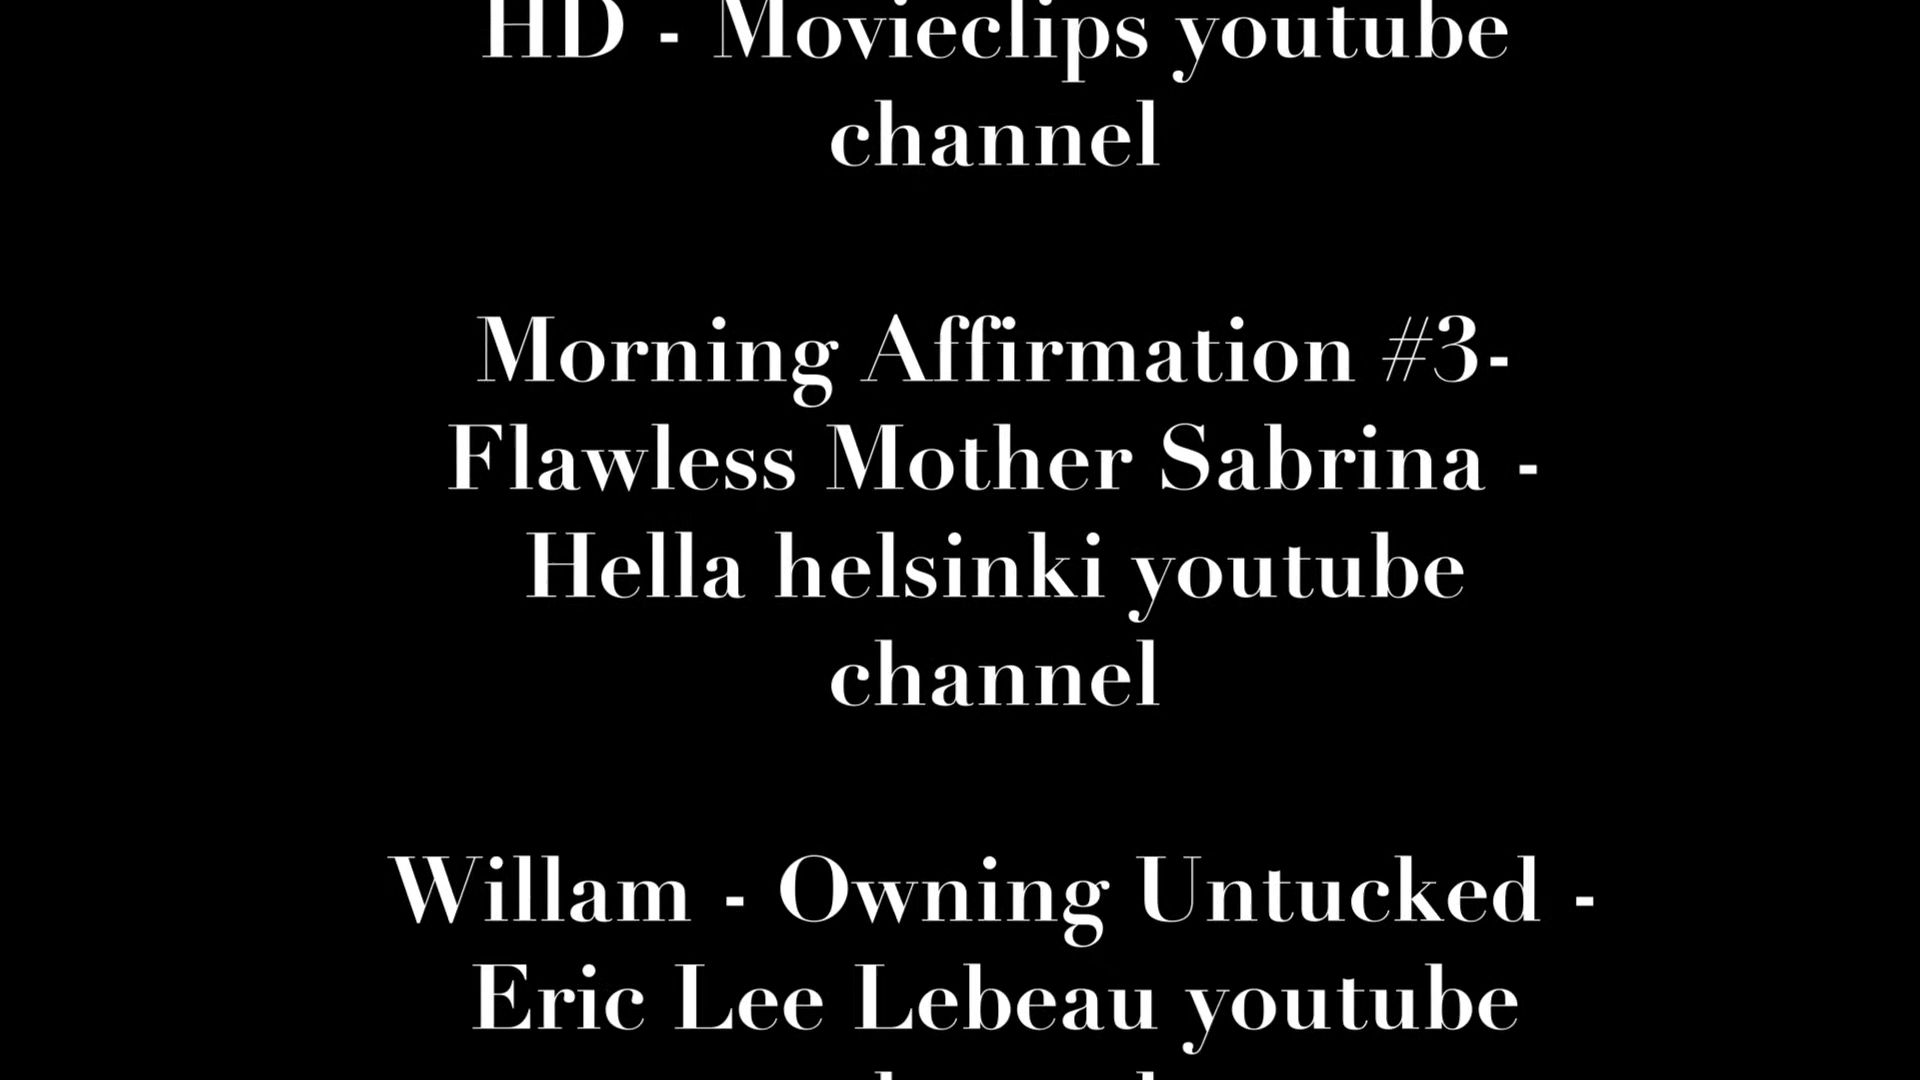 HD - Movieclips youtube
channel
Morning Affirmation #3-
Flawless Mother Sabrina -
Hella helsinki youtube
channel
Willam - Owning Untucked -
Eric Lee Lebeau youtube